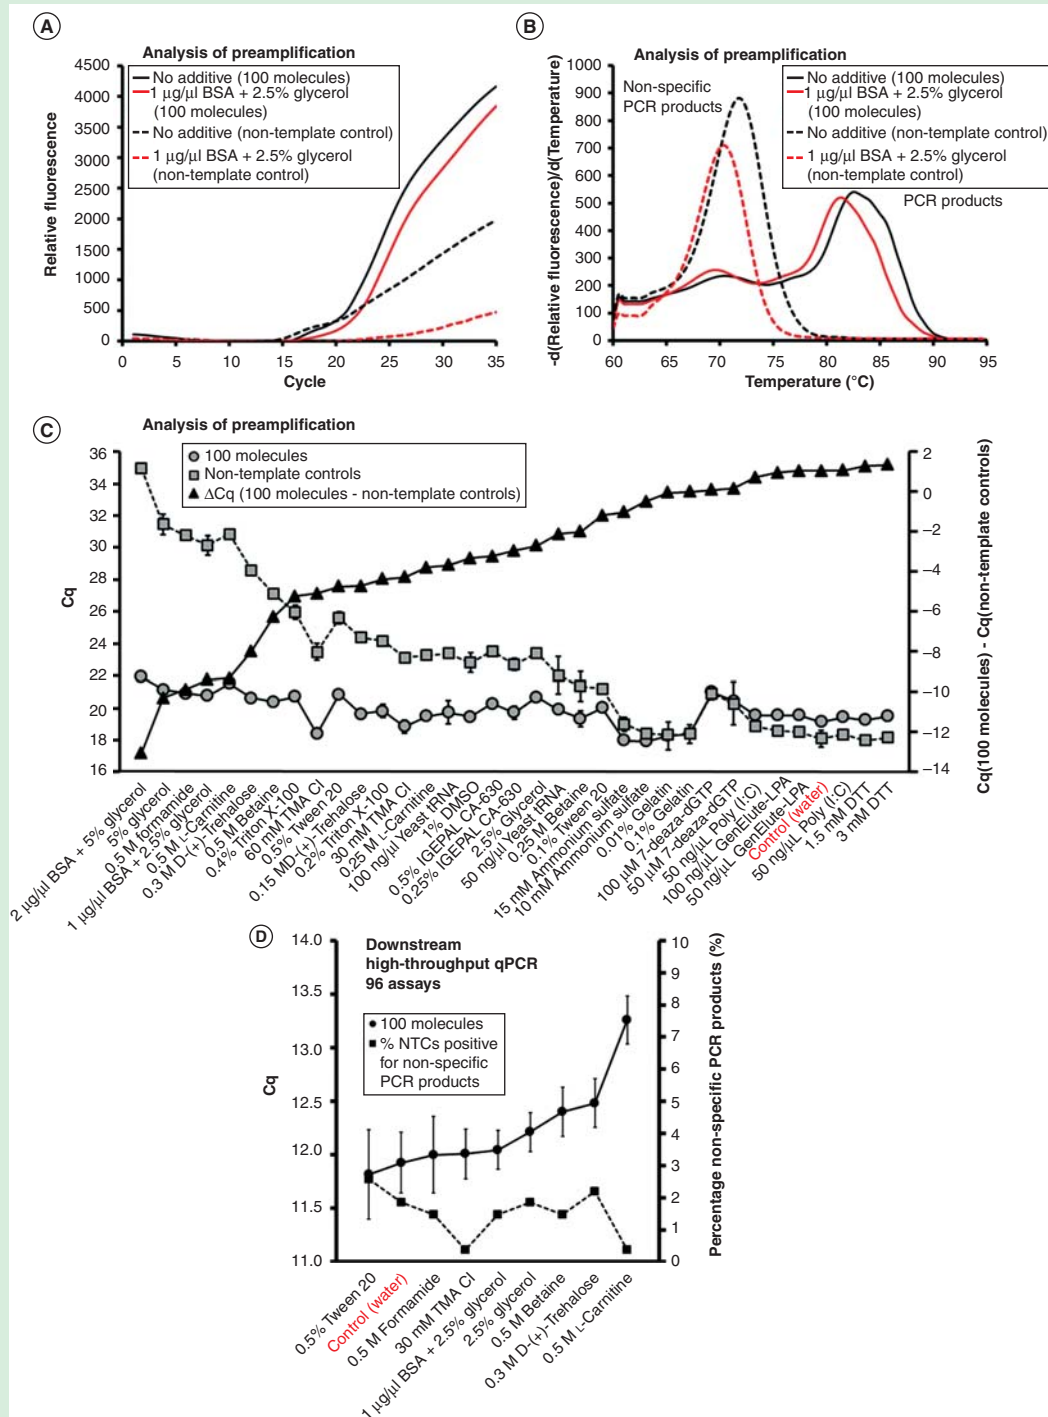 A
Analysis of preamplification
4500
4000
3500
3000
2500
2000
1500
1000
500
0
Relative fluorescence
No additive (100 molecules)
1 µg/µl BSA + 2.5% glycerol
(100 molecules)
No additive (non-template control)
1 µg/µl BSA + 2.5% glycerol
(non-template control)
0 5 10 15 20 25 30 35
Cycle
B
Analysis of preamplification
1000
900
800
700
600
500
400
300
200
100
0
-d(Relative fluorescence)/d(Temperature)
Non-specific
PCR products
No additive (100 molecules)
1 µg/µl BSA + 2.5% glycerol
(100 molecules)
No additive (non-template control)
1 µg/µl BSA + 2.5% glycerol
(non-template control)
PCR products
60 65 70 75 80 85 90 95
Temperature (°C)
C
Analysis of preamplification
36
34
32
30
28
26
24
22
20
18
16
Cq
100 molecules
Non-template controls
ΔCq (100 molecules - non-template controls)
2
0
−2
−4
−6
−8
−10
−12
−14
Cq(100 molecules) - Cq(non-template controls)
2 µg/µl BSA + 5% glycerol
5% glycerol
0.5 M formamide
1 µg/µl BSA + 2.5% glycerol
0.5 M L-Carnitine
0.3 M D-(+)-Trehalose
0.5 M Betaine
0.4% Triton X-100
60 mM TMA Cl
0.5% Tween 20
0.15 MD-(+)-Trehalose
0.2% Triton X-100
30 mM TMA Cl
0.25 M L-Carnitine
100 ng/µl Yeast tRNA
1% DMSO
0.5% IGEPAL CA-630
0.25% IGEPAL CA-630
2.5% Glycerol
50 ng/µl Yeast tRNA
0.25 M Betaine
0.1% Tween 20
15 mM Ammonium sulfate
10 mM Ammonium sulfate
0.01% Gelatin
0.1% Gelatin
100 µM 7-deaza-dGTP
50 µM 7-deaza-dGTP
50 ng/µL Poly (I:C)
100 ng/µL GenElute-LPA
50 ng/µL GenElute-LPA
Control (water)
50 ng/µL Poly (I:C)
1.5 mM DTT
3 mM DTT
D
Downstream
high-throughput qPCR
96 assays
14.0
13.5
13.0
12.5
12.0
11.5
11.0
Cq
100 molecules
% NTCs positive
for non-specific
PCR products
10
9
8
7
6
5
4
3
2
1
0
Percentage non-specific PCR products (%)
0.5% Tween 20
Control (water)
0.5 M Formamide
30 mM TMA Cl
1 µg/µl BSA + 2.5% glycerol
2.5% glycerol
0.5 M Betaine
0.3 M D-(+)-Trehalose
0.5 M L-Carnitine